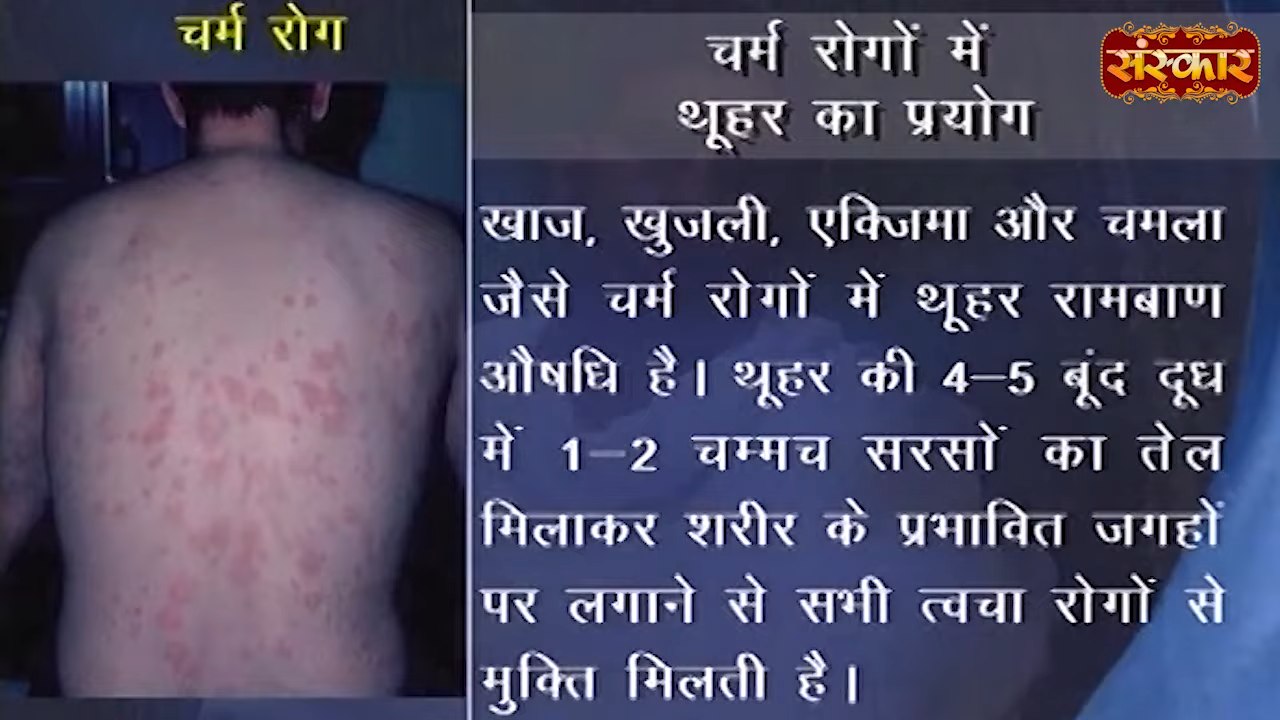 चर्म रोग
चर्म रोगों में
थूहर का प्रयोग
संस्कार
खाज, खुजली, एक्जिमा और चमला
जैसे चर्म रोगों में थूहर रामबाण
औषधि है। थूहर की 4-5 बूंद दूध
में 1-2 चम्मच सरसों का तेल
मिलाकर शरीर के प्रभावित जगहों
पर लगाने से सभी त्वचा रोगों से
मुक्ति मिलती है।